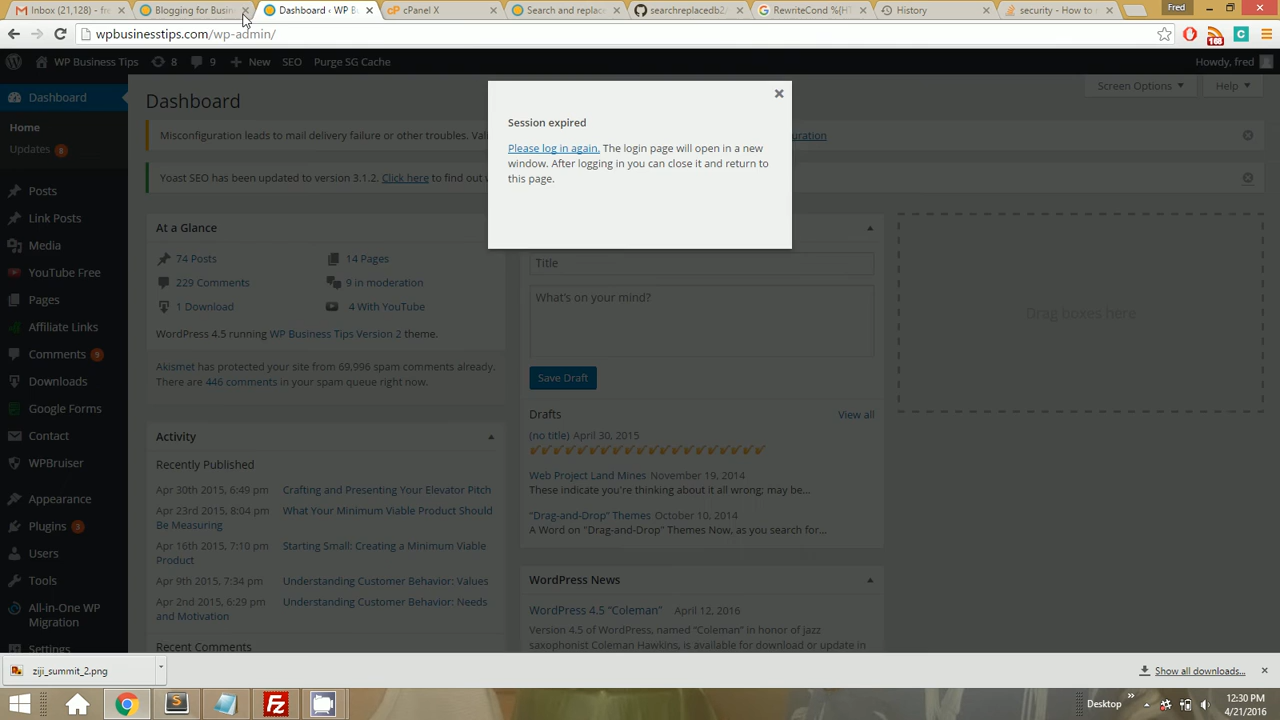 Inbox (21,128) - fre
Blogging for Busin
Dashboard ‹ WP B
cPanel X
Search and replac
searchreplacedb2/
RewriteCond %{HT
History
security - How to
Fred
wpbusinesstips.com/wp-admin/
168
WP Business Tips
8
9
New
SEO
Purge SG Cache
Howdy, fred
Dashboard
Home
Updates 8
Posts
Link Posts
Media
YouTube Free
Pages
Affiliate Links
Comments 9
Downloads
Google Forms
Contact
WPBruiser
Appearance
Plugins 3
Users
Tools
All-in-One WP
Migration
Settings
Dashboard
Screen Options
Help
Misconfiguration leads to mail delivery failure or other troubles.
Yoast SEO has been updated to version 3.1.2. Click here to find out
Session expired
Please log in again. The login page will open in a new
window. After logging in you can close it and return to
this page.
At a Glance
74 Posts
14 Pages
229 Comments
9 in moderation
1 Download
4 With YouTube
WordPress 4.5 running WP Business Tips Version 2 theme.
Akismet has protected your site from 69,996 spam comments already.
There are 446 comments in your spam queue right now.
Activity
Recently Published
Apr 30th 2015, 6:49 pm Crafting and Presenting Your Elevator Pitch
Apr 23rd 2015, 8:04 pm What Your Minimum Viable Product Should
Be Measuring
Apr 16th 2015, 7:10 pm Starting Small: Creating a Minimum Viable
Product
Apr 9th 2015, 7:34 pm Understanding Customer Behavior: Values
Apr 2nd 2015, 6:29 pm Understanding Customer Behavior: Needs
and Motivation
Recent Comments
Title
What's on your mind?
Save Draft
Drafts
View all
(no title) April 30, 2015
Web Project Land Mines November 19, 2014
These indicate you're thinking about it all wrong; may be…
"Drag-and-Drop" Themes October 10, 2014
A Word on "Drag-and-Drop" Themes Now, as you search for…
WordPress News
WordPress 4.5 "Coleman" April 12, 2016
Version 4.5 of WordPress, named "Coleman" in honor of jazz
saxophonist Coleman Hawkins, is available for download or update in
Drag boxes here
ziji_summit_2.png
Show all downloads...
Desktop
12:30 PM
4/21/2016